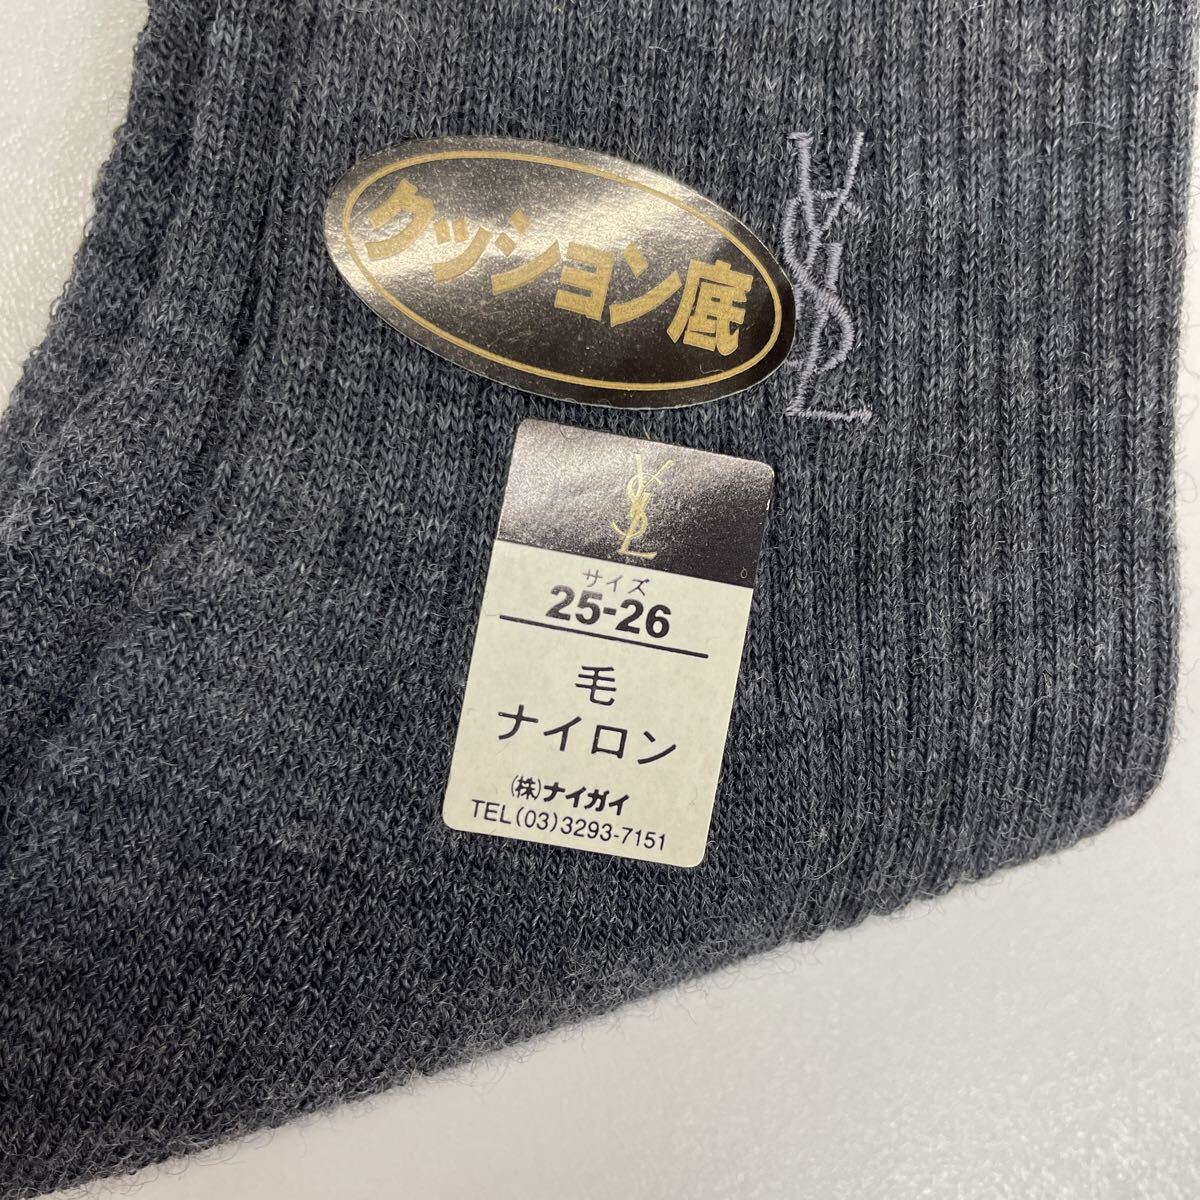 クッション底
YSL
YSL
サイズ
25-26
毛
ナイロン
(株)ナイガイ
TEL(03)3293-7151